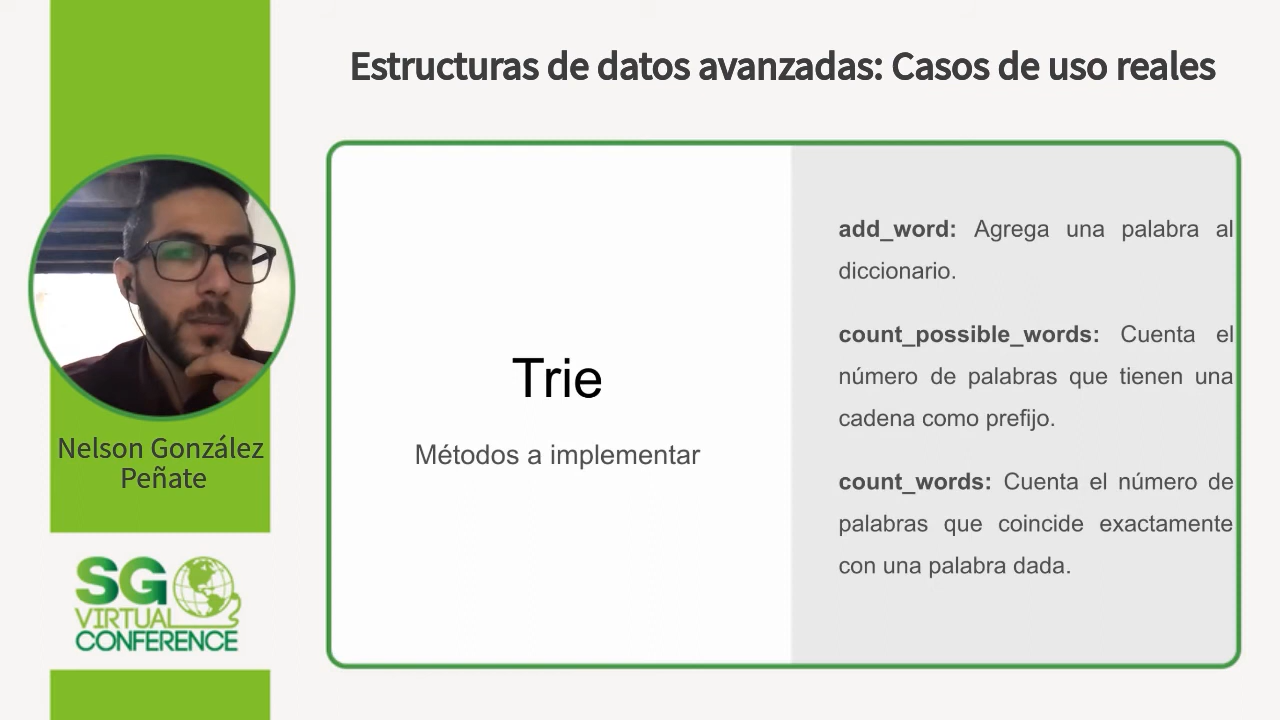 Estructuras de datos avanzadas: Casos de uso reales
Nelson González
Peñate
SG
VIRTUAL
CONFERENCE
Trie
Métodos a implementar
add_word: Agrega una palabra al
diccionario.
count_possible_words: Cuenta el
número de palabras que tienen una
cadena como prefijo.
count_words: Cuenta el número de
palabras que coincide exactamente
con una palabra dada.